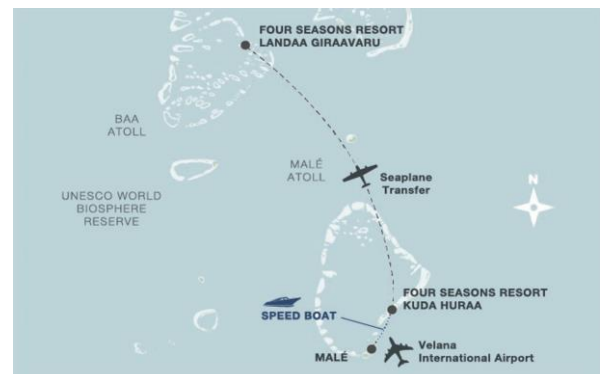 FOUR SEASONS RESORT
LANDAA GIRAAVARU
BAA
ATOLL
MALÉ
ATOLL
Seaplane
Transfer
UNESCO WORLD
BIOSPHERE
RESERVE
N
FOUR SEASONS RESORT
KUDA HURAA
SPEED BOAT
MALÉ
Velana
International Airport